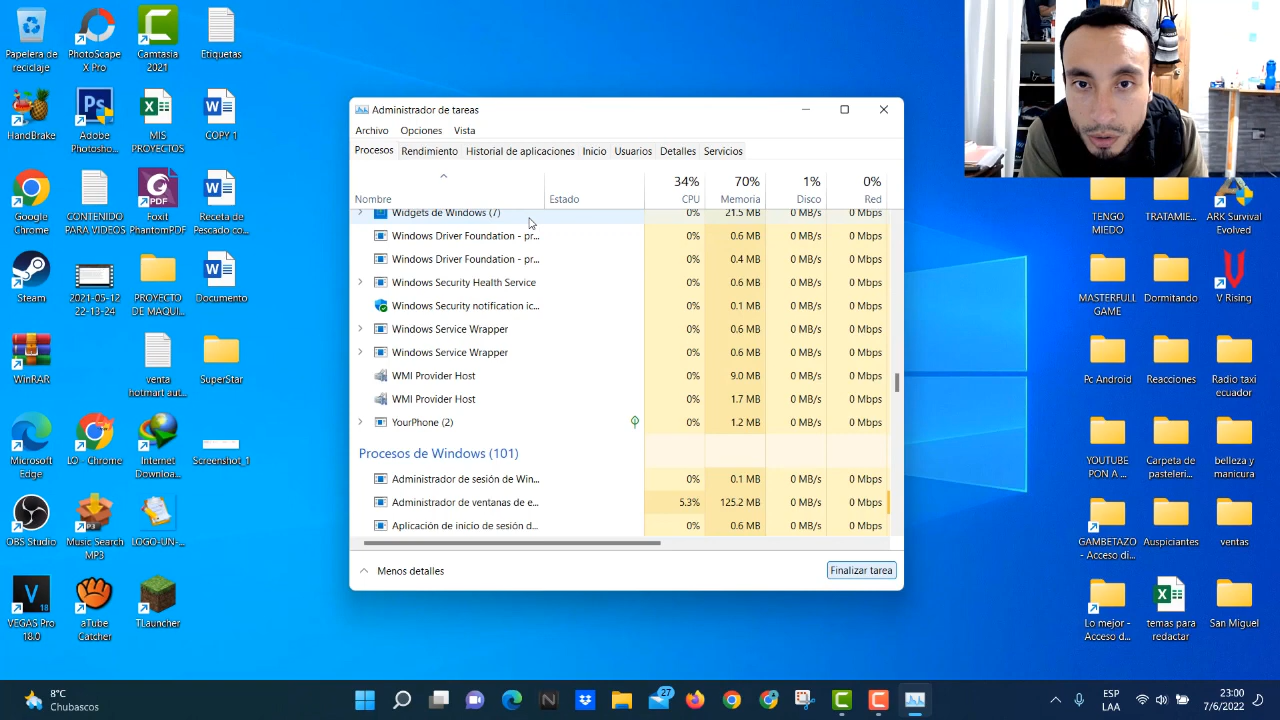 Papelera de
reciclaje
PhotoScape
X Pro
Camtasia
2021
Etiquetas
HandBrake
Adobe
Photosho...
MIS
PROYECTOS
COPY 1
Google
Chrome
CONTENIDO
PARA VIDEOS
Foxit
PhantomPDF
Receta de
Pescado co...
Steam
2021-05-12
22-13-24
PROYECTO
DE MAQUI...
Documento
WinRAR
venta
hotmart aut...
SuperStar
Microsoft
Edge
LO - Chrome
Internet
Downloa...
Screenshot_1
OBS Studio
Music Search
MP3
LOGO-UN-...
VEGAS Pro
18.0
aTube
Catcher
TLauncher
Administrador de tareas
Archivo Opciones Vista
Procesos Rendimiento Historial de aplicaciones Inicio Usuarios Detalles Servicios
34% 70% 1% 0%
Nombre Estado CPU Memoria Disco Red
Widgets de Windows (7) 0% 21.5 MB 0 MB/s 0 Mbps
Windows Driver Foundation - pr... 0% 0.6 MB 0 MB/s 0 Mbps
Windows Driver Foundation - pr... 0% 0.4 MB 0 MB/s 0 Mbps
Windows Security Health Service 0% 0.6 MB 0 MB/s 0 Mbps
Windows Security notification ic... 0% 0.1 MB 0 MB/s 0 Mbps
Windows Service Wrapper 0% 0.6 MB 0 MB/s 0 Mbps
Windows Service Wrapper 0% 0.6 MB 0 MB/s 0 Mbps
WMI Provider Host 0% 9.0 MB 0 MB/s 0 Mbps
WMI Provider Host 0% 1.7 MB 0 MB/s 0 Mbps
YourPhone (2) 0% 1.2 MB 0 MB/s 0 Mbps
Procesos de Windows (101)
Administrador de sesión de Win... 0% 0.1 MB 0 MB/s 0 Mbps
Administrador de ventanas de e... 5.3% 125.2 MB 0 MB/s 0 Mbps
Aplicación de inicio de sesión d... 0% 0.6 MB 0 MB/s 0 Mbps
Menos detalles Finalizar tarea
TENGO
MIEDO
TRATAMIE...
ARK Survival
Evolved
MASTERFULL
GAME
Dormitando
V Rising
Pc Android
Reacciones
Radio taxi
ecuador
YOUTUBE
PON A ...
Carpeta de
pasteleri...
belleza y
manicura
GAMBETAZO
- Acceso di...
Auspiciantes
ventas
Lo mejor -
Acceso d...
temas para
redactar
San Miguel
8°C
Chubascos
27
ESP
LAA
23:00
7/6/2022